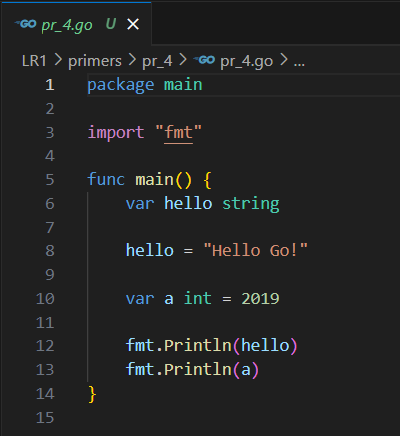 GO pr_4.go U ×
LR1 > primers > pr_4 > GO pr_4.go > ...
1 package main
2
3 import "fmt"
4
5 func main() {
6     var hello string
7
8     hello = "Hello Go!"
9
10     var a int = 2019
11
12     fmt.Println(hello)
13     fmt.Println(a)
14 }
15